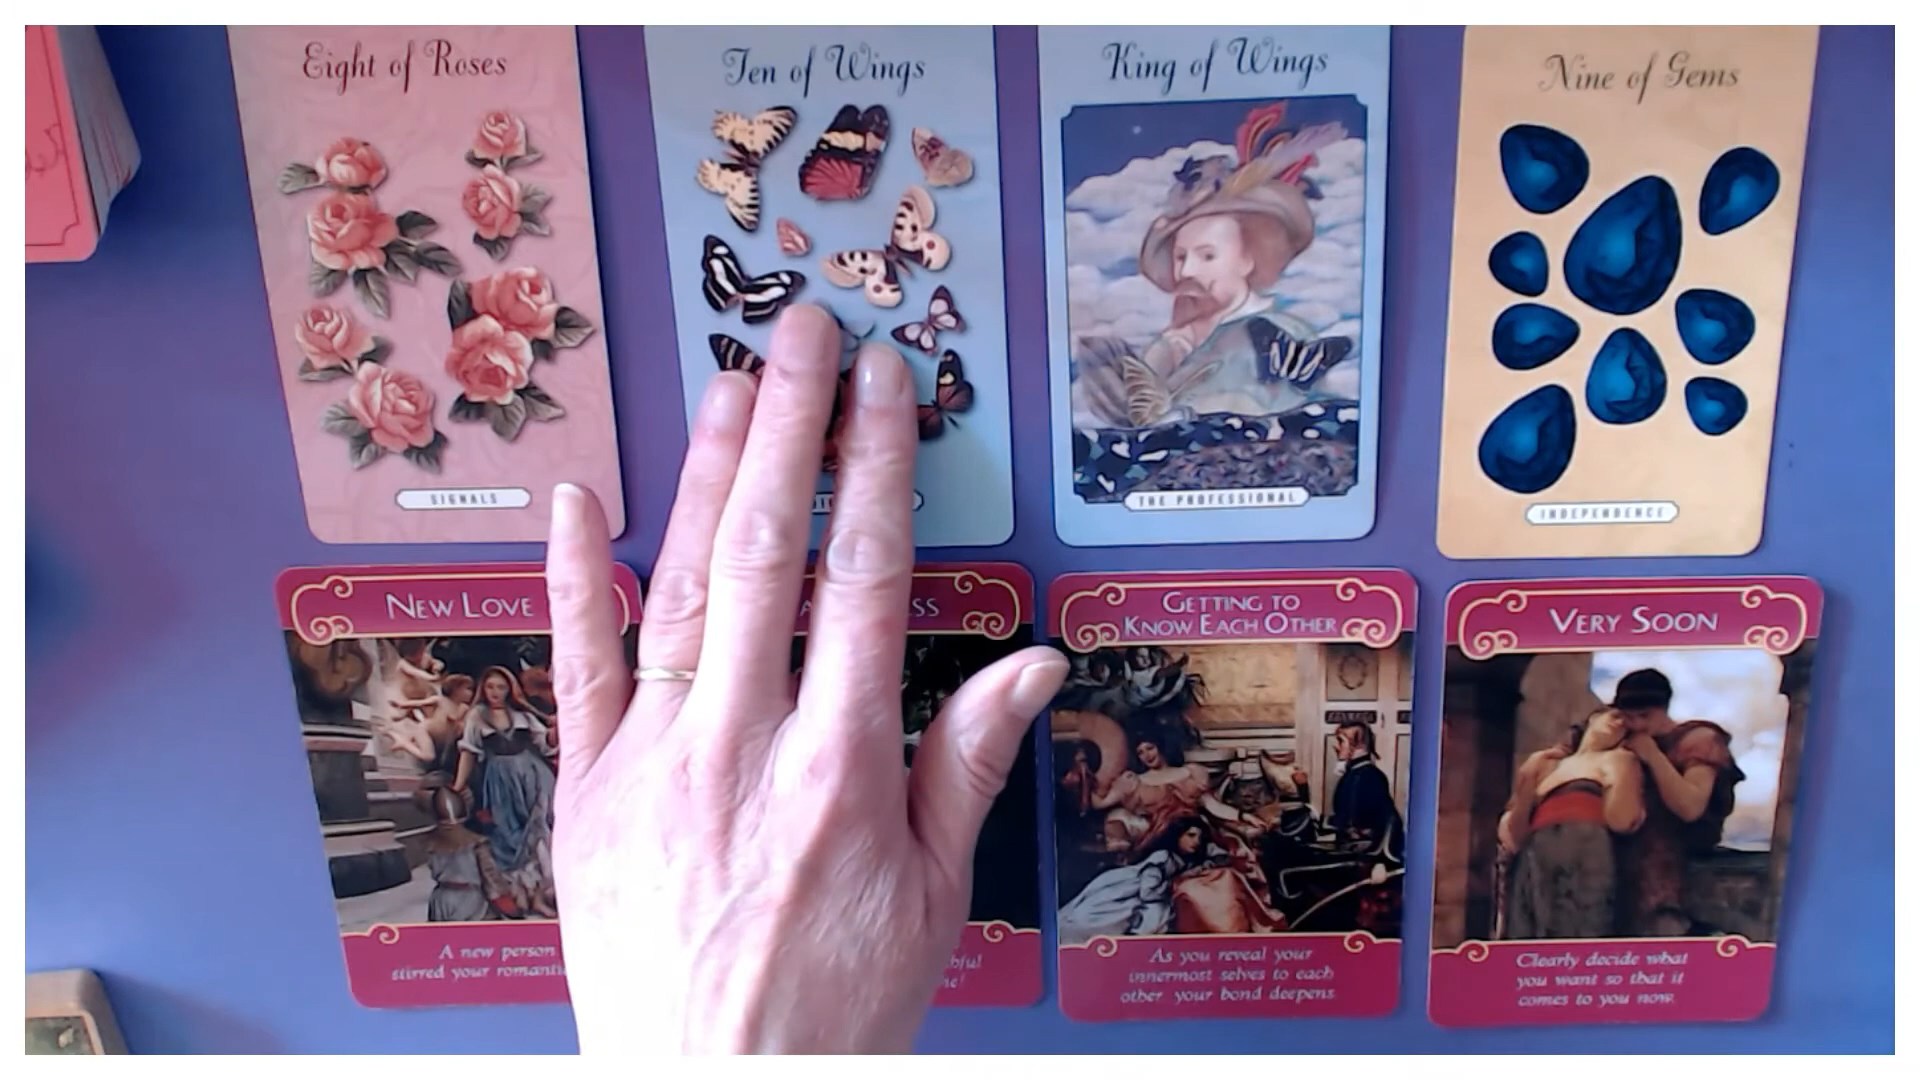 Eight of Roses
Ten of Wings
King of Wings
Nine of Gems
SIGNALS
THE PROFESSIONAL
INDEPENDENCE
NEW LOVE
GETTING TO
KNOW EACH OTHER
VERY SOON
A new person
stirred your
As you reveal your
innermost selves to each
other your bond deepens
Clearly decide what
you want so that it
comes to you now.